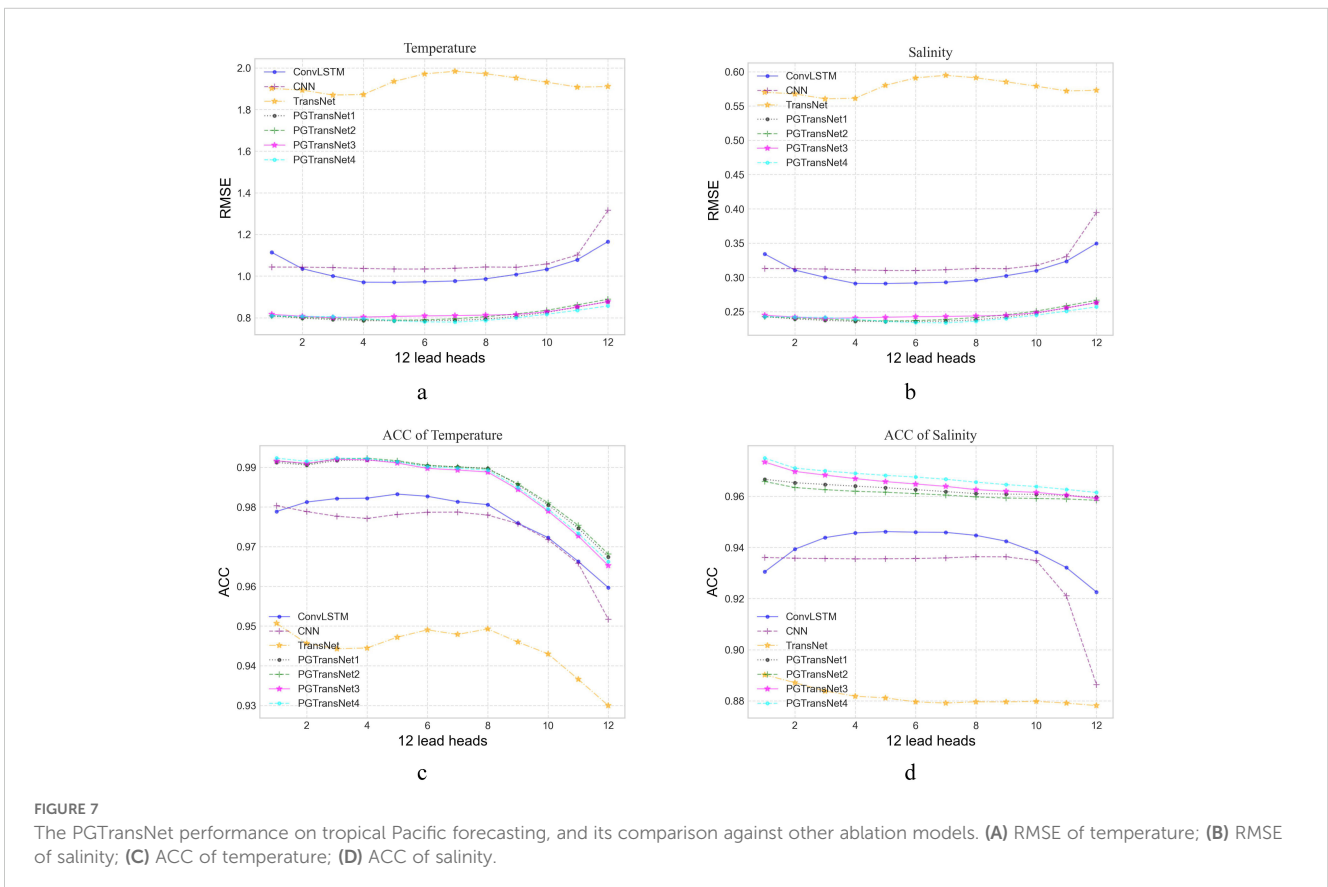 Temperature
2.0
1.8
1.6
1.4
1.2
1.0
0.8
RMSE
ConvLSTM
CNN
TransNet
PGTransNet1
PGTransNet2
PGTransNet3
PGTransNet4
2 4 6 8 10 12
12 lead heads
a
Salinity
0.60
0.55
0.50
0.45
0.40
0.35
0.30
0.25
RMSE
ConvLSTM
CNN
TransNet
PGTransNet1
PGTransNet2
PGTransNet3
PGTransNet4
2 4 6 8 10 12
12 lead heads
b
ACC of Temperature
0.99
0.98
0.97
0.96
0.95
0.94
0.93
ACC
ConvLSTM
CNN
TransNet
PGTransNet1
PGTransNet2
PGTransNet3
PGTransNet4
2 4 6 8 10 12
12 lead heads
c
ACC of Salinity
0.96
0.94
0.92
0.90
0.88
ACC
ConvLSTM
CNN
TransNet
PGTransNet1
PGTransNet2
PGTransNet3
PGTransNet4
2 4 6 8 10 12
12 lead heads
d
FIGURE 7
The PGTransNet performance on tropical Pacific forecasting, and its comparison against other ablation models. (A) RMSE of temperature; (B) RMSE
of salinity; (C) ACC of temperature; (D) ACC of salinity.